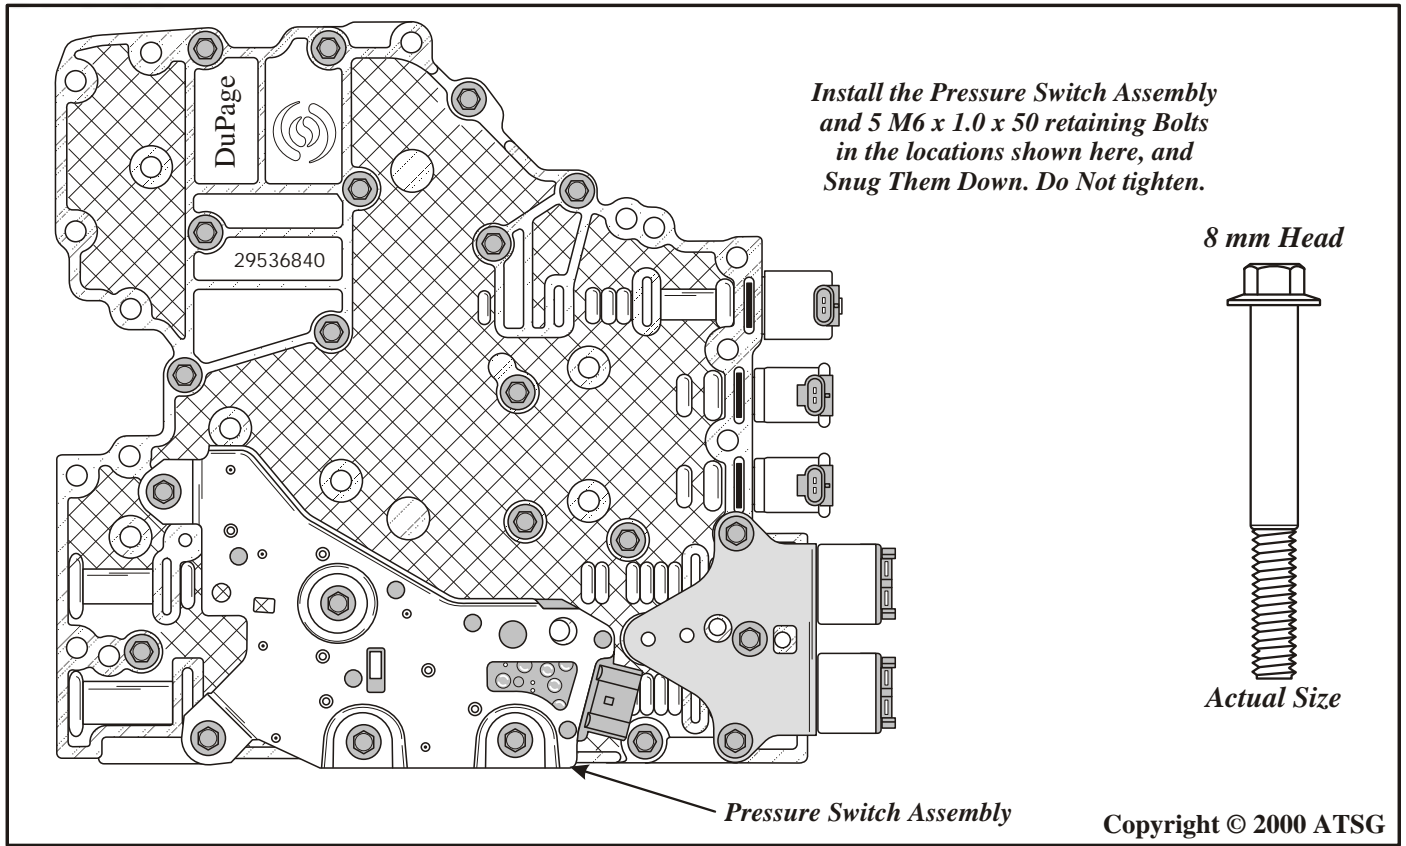 DuPage
29536840
Install the Pressure Switch Assembly
and 5 M6 x 1.0 x 50 retaining Bolts
in the locations shown here, and
Snug Them Down. Do Not tighten.
8 mm Head
Actual Size
Pressure Switch Assembly
Copyright © 2000 ATSG